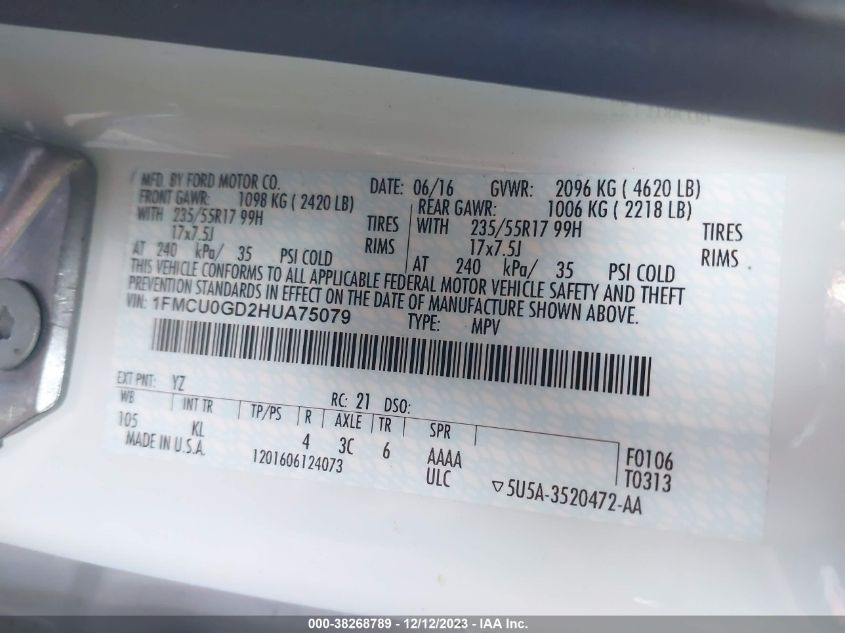 MFD. BY FORD MOTOR CO. DATE: 06/16 GVWR: 2096 KG ( 4620 LB)
FRONT GAWR: 1098 KG ( 2420 LB) REAR GAWR: 1006 KG ( 2218 LB)
WITH 235/55R17 99H TIRES WITH 235/55R17 99H TIRES
17x7.5J RIMS 17x7.5J RIMS
AT 240 kPa/ 35 PSI COLD AT 240 kPa/ 35 PSI COLD
THIS VEHICLE CONFORMS TO ALL APPLICABLE FEDERAL MOTOR VEHICLE SAFETY AND THEFT
PREVENTION STANDARDS IN EFFECT ON THE DATE OF MANUFACTURE SHOWN ABOVE.
VIN: 1FMCU0GD2HUA75079 TYPE: MPV
EXT PNT: YZ RC: 21 DSO:
WB INT TR TP/PS R AXLE TR SPR
105 KL 4 3C 6 AAAA F0106
MADE IN U.S.A. 1201606124073 ULC T0313
▽5U5A-3520472-AA
000-38268789 - 12/12/2023 - IAA Inc.